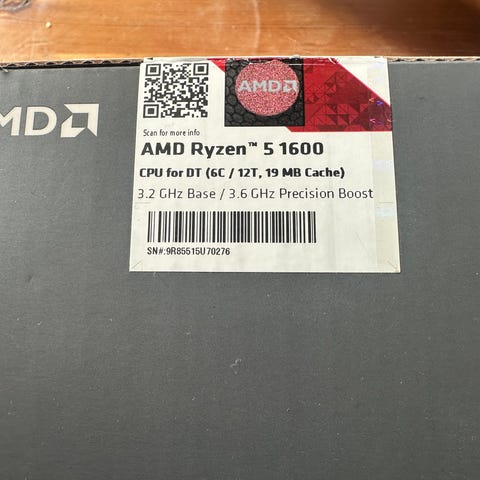 AMD
MD
Scan for more info
AMD Ryzen™ 5 1600
CPU for DT (6C / 12T, 19 MB Cache)
3.2 GHz Base / 3.6 GHz Precision Boost
SN#:9R85515U70276